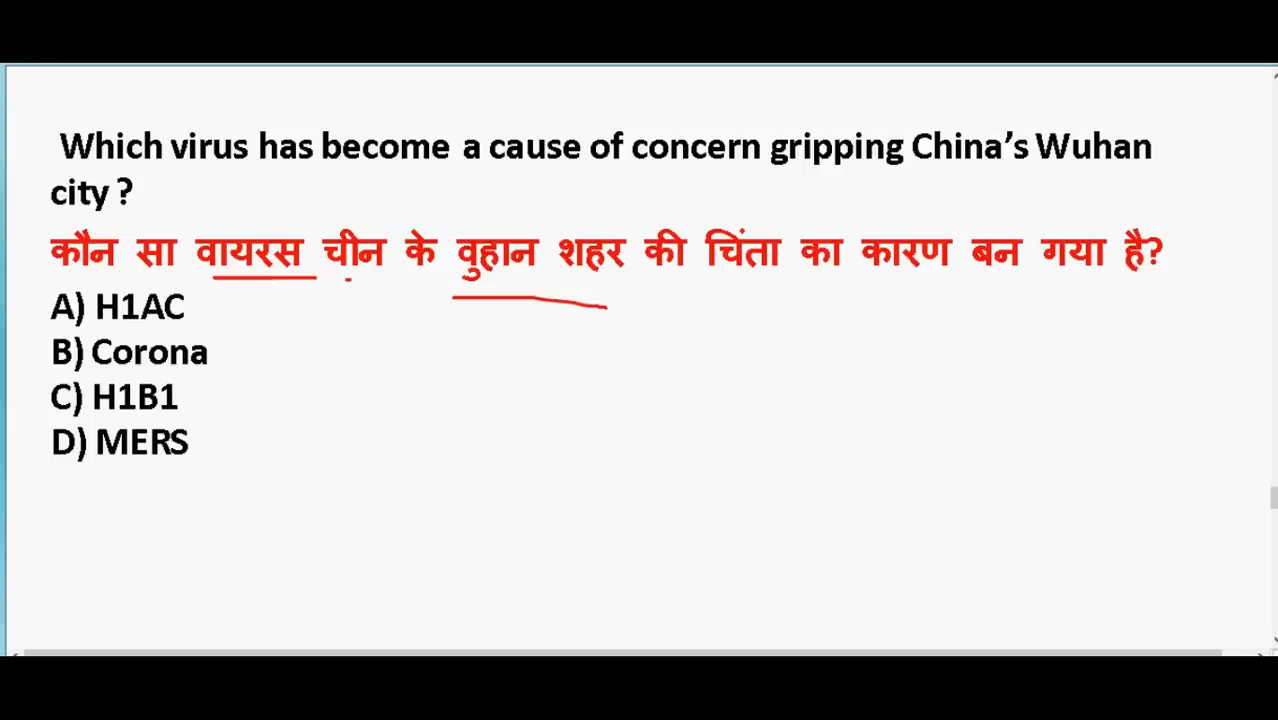 Which virus has become a cause of concern gripping China’s Wuhan
city ?
कौन सा वायरस चीन के वुहान शहर की चिंता का कारण बन गया है?
A) H1AC
B) Corona
C) H1B1
D) MERS